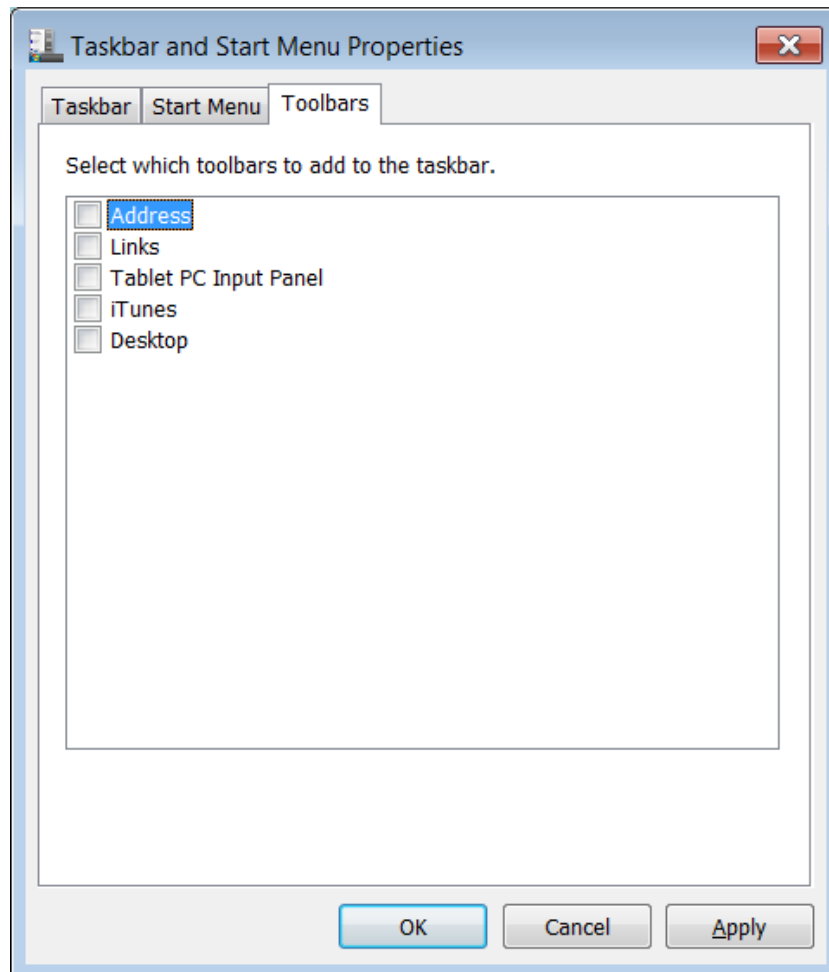 Taskbar and Start Menu Properties
Taskbar Start Menu Toolbars
Select which toolbars to add to the taskbar.
Address
Links
Tablet PC Input Panel
iTunes
Desktop
OK Cancel Apply